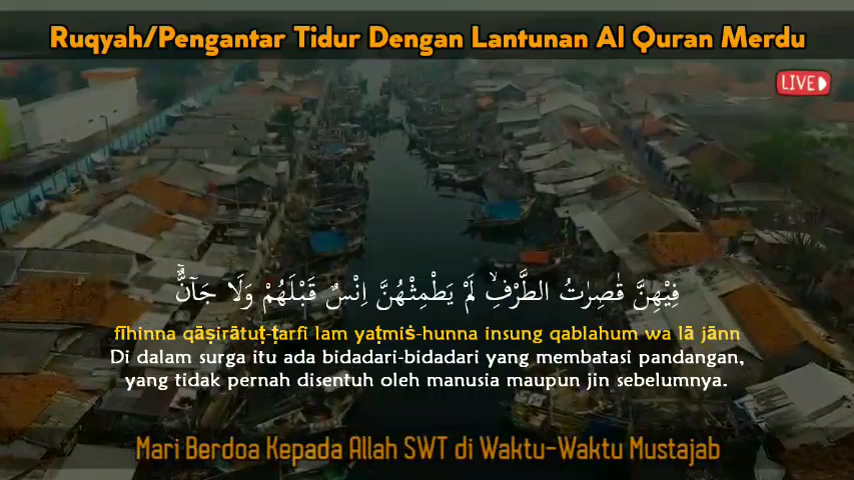 Ruqyah/Pengantar Tidur Dengan Lantunan Al Quran Merdu
LIVE
فِيْهِنَّ قٰصِرٰتُ الطَّرْفِۙ لَمْ يَطْمِثْهُنَّ اِنْسٌ قَبْلَهُمْ وَلَا جَاۤنٌّۚ
fīhinna qāṣirātuṭ-ṭarfi lam yaṭmiṡ-hunna insung qablahum wa lā jānn
Di dalam surga itu ada bidadari-bidadari yang membatasi pandangan,
yang tidak pernah disentuh oleh manusia maupun jin sebelumnya.
Mari Berdoa Kepada Allah SWT di Waktu-Waktu Mustajab